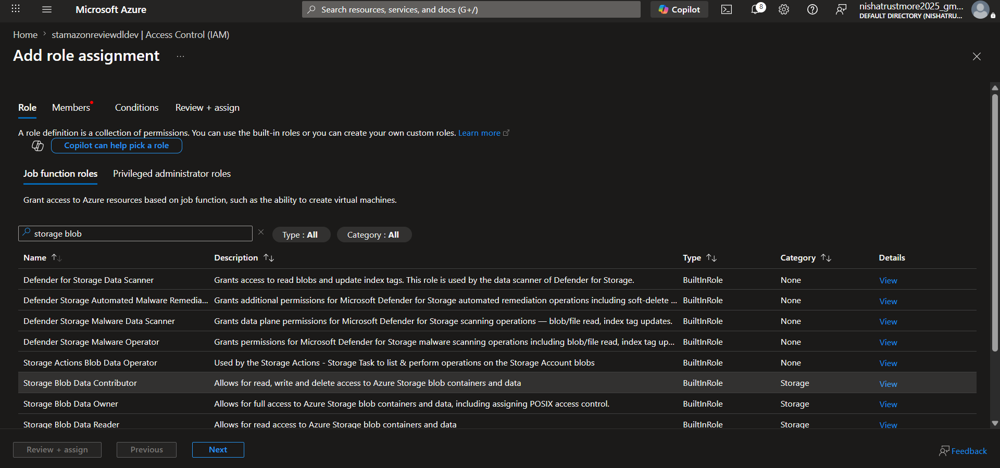 Microsoft Azure
Search resources, services, and docs (G+/)
Copilot
8
nishatrustmore2025_gm...
DEFAULT DIRECTORY (NISHATRU...
Home > stamazonreviewdldev | Access Control (IAM)
Add role assignment ...
Role Members Conditions Review + assign
A role definition is a collection of permissions. You can use the built-in roles or you can create your own custom roles. Learn more
Copilot can help pick a role
Job function roles Privileged administrator roles
Grant access to Azure resources based on job function, such as the ability to create virtual machines.
storage blob Type : All Category : All
Name Description Type Category Details
Defender for Storage Data Scanner Grants access to read blobs and update index tags. This role is used by the data scanner of Defender for Storage. BuiltInRole None View
Defender Storage Automated Malware Remedia... Grants additional permissions for Microsoft Defender for Storage automated remediation operations including soft-delete ... BuiltInRole None View
Defender Storage Malware Data Scanner Grants data plane permissions for Microsoft Defender for Storage scanning operations — blob/file read, index tag updates. BuiltInRole None View
Defender Storage Malware Operator Grants permissions for Microsoft Defender for Storage malware scanning operations including blob/file read, index tag up... BuiltInRole None View
Storage Actions Blob Data Operator Used by the Storage Actions - Storage Task to list & perform operations on the Storage Account blobs BuiltInRole None View
Storage Blob Data Contributor Allows for read, write and delete access to Azure Storage blob containers and data BuiltInRole Storage View
Storage Blob Data Owner Allows for full access to Azure Storage blob containers and data, including assigning POSIX access control. BuiltInRole Storage View
Storage Blob Data Reader Allows for read access to Azure Storage blob containers and data BuiltInRole Storage View
Review + assign Previous Next Feedback